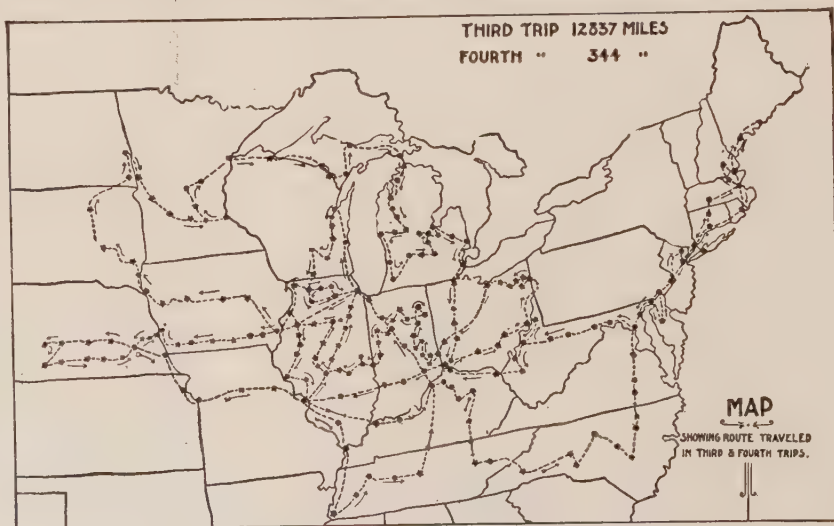 THIRD TRIP 12837 MILES
FOURTH " 344 "
MAP
SHOWING ROUTE TRAVELED
IN THIRD & FOURTH TRIPS.